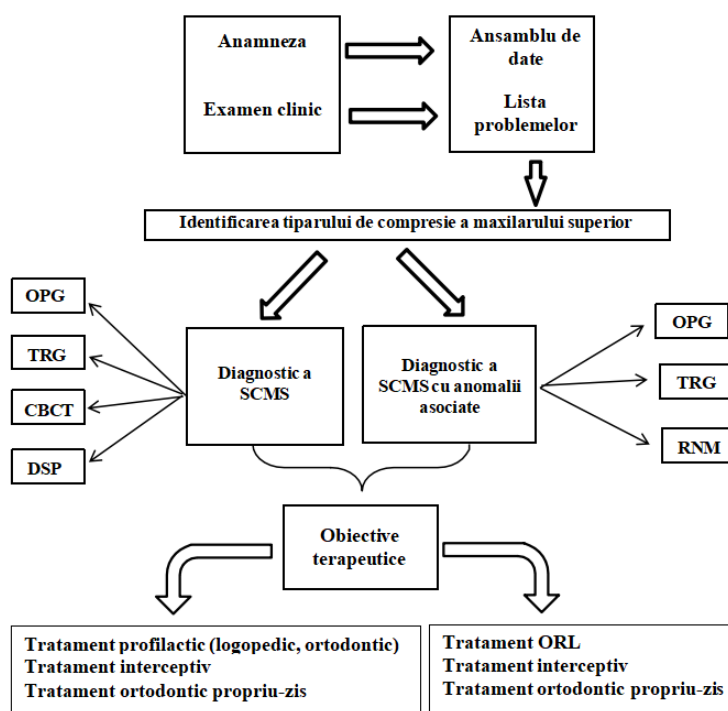 Anamneza
Examen clinic
Ansamblu de
date
Lista
problemelor
Identificarea tiparului de compresie a maxilarului superior
OPG
TRG
CBCT
DSP
Diagnostic a
SCMS
Diagnostic a
SCMS cu anomalii
asociate
OPG
TRG
RNM
Obiective
terapeutice
Tratament profilactic (logopedic, ortodontic)
Tratament interceptiv
Tratament ortodontic propriu-zis
Tratament ORL
Tratament interceptiv
Tratament ortodontic propriu-zis